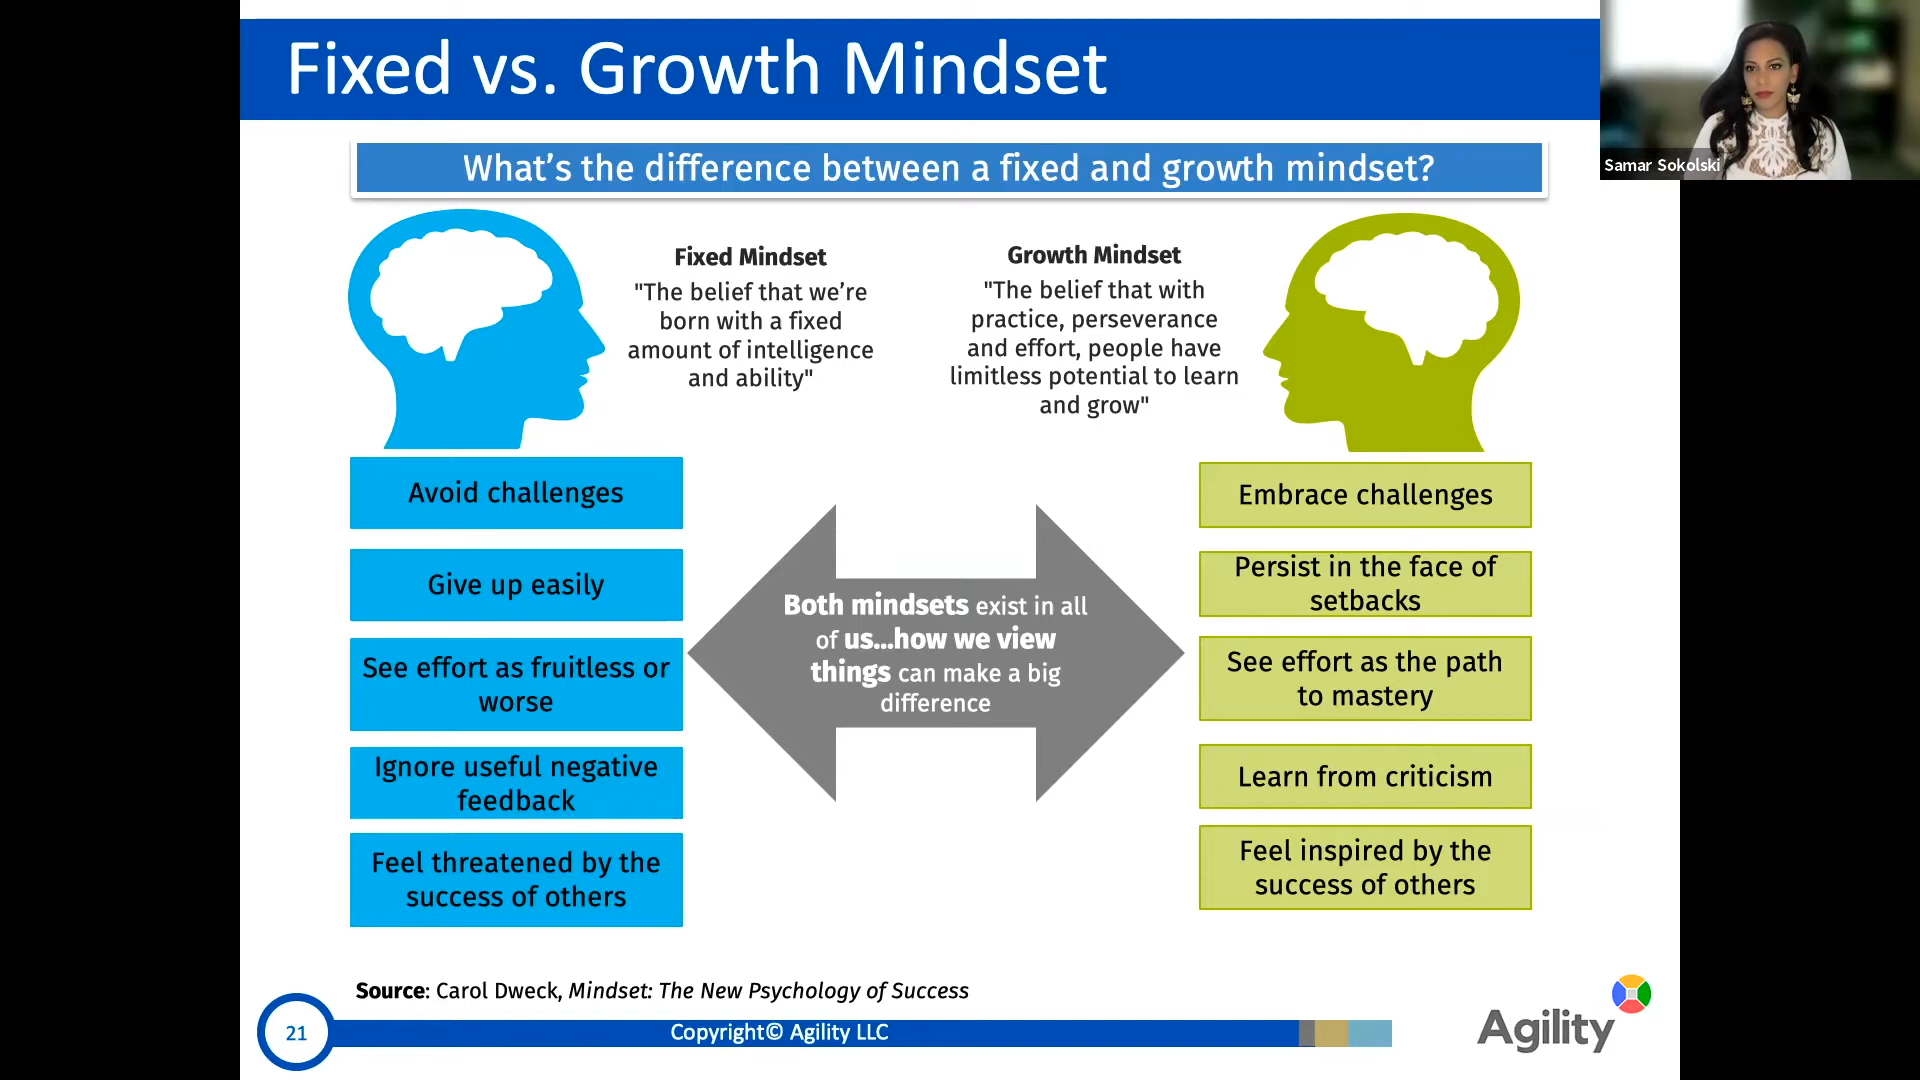 Fixed vs. Growth Mindset
Samar Sokolski
What's the difference between a fixed and growth mindset?
Fixed Mindset
"The belief that we're
born with a fixed
amount of intelligence
and ability"
Growth Mindset
"The belief that with
practice, perseverance
and effort, people have
limitless potential to learn
and grow"
Avoid challenges
Give up easily
See effort as fruitless or
worse
Ignore useful negative
feedback
Feel threatened by the
success of others
Both mindsets exist in all
of us...how we view
things can make a big
difference
Embrace challenges
Persist in the face of
setbacks
See effort as the path
to mastery
Learn from criticism
Feel inspired by the
success of others
Source: Carol Dweck, Mindset: The New Psychology of Success
21
Copyright© Agility LLC
Agility